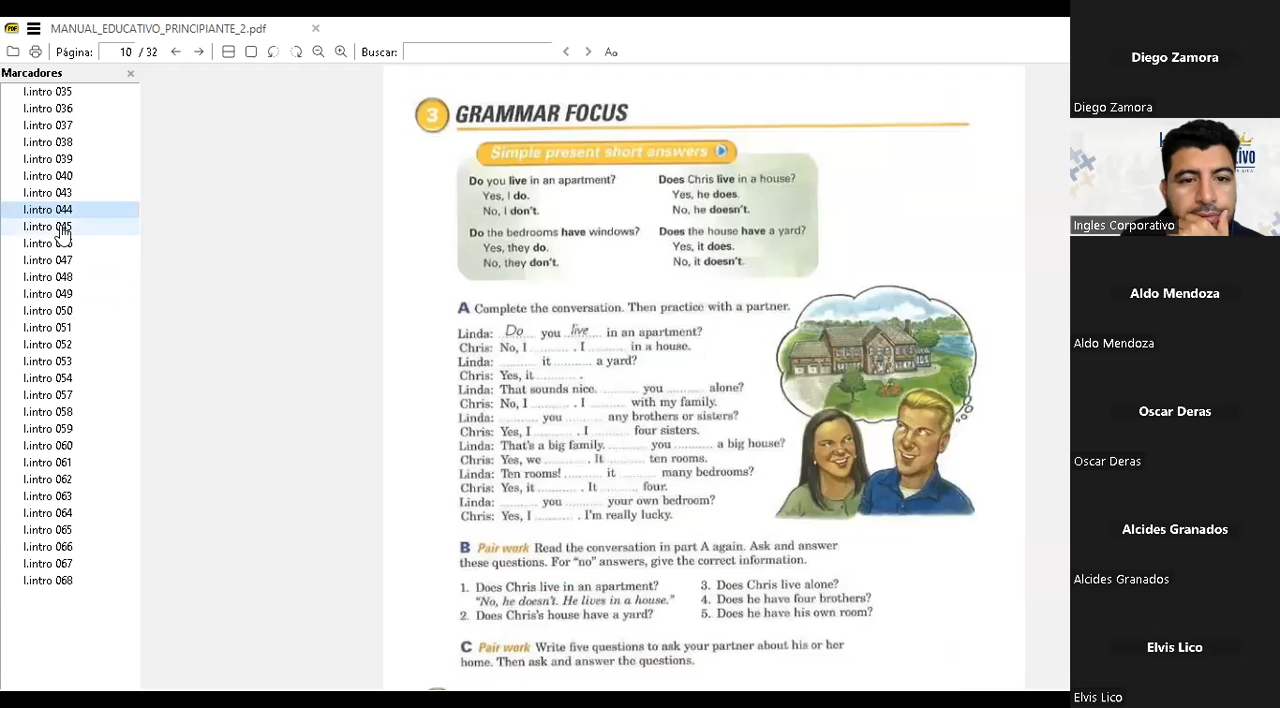 MANUAL_EDUCATIVO_PRINCIPIANTE_2.pdf
Página: 10 / 32 Buscar:
Marcadores
I.intro 035
I.intro 036
I.intro 037
I.intro 038
I.intro 039
I.intro 040
I.intro 043
I.intro 044
I.intro 045
I.intro
I.intro 047
I.intro 048
I.intro 049
I.intro 050
I.intro 051
I.intro 052
I.intro 053
I.intro 054
I.intro 057
I.intro 058
I.intro 059
I.intro 060
I.intro 061
I.intro 062
I.intro 063
I.intro 064
I.intro 065
I.intro 066
I.intro 067
I.intro 068
3 GRAMMAR FOCUS
Simple present short answers
Do you live in an apartment?
Yes, I do.
No, I don't.
Do the bedrooms have windows?
Yes, they do.
No, they don't.
Does Chris live in a house?
Yes, he does.
No, he doesn't.
Does the house have a yard?
Yes, it does.
No, it doesn't.
A Complete the conversation. Then practice with a partner.
Linda: Do you live in an apartment?
Chris: No, I ........ . I ........ in a house.
Linda: ........ it ........ a yard?
Chris: Yes, it ........ .
Linda: That sounds nice. ........ you ........ alone?
Chris: No, I ........ . I ........ with my family.
Linda: ........ you ........ any brothers or sisters?
Chris: Yes, I ........ . I ........ four sisters.
Linda: That's a big family. ........ you ........ a big house?
Chris: Yes, we ........ . It ........ ten rooms.
Linda: Ten rooms! ........ it ........ many bedrooms?
Chris: Yes, it ........ . It ........ four.
Linda: ........ you ........ your own bedroom?
Chris: Yes, I ........ . I'm really lucky.
B Pair work Read the conversation in part A again. Ask and answer
these questions. For "no" answers, give the correct information.
1. Does Chris live in an apartment?
"No, he doesn't. He lives in a house."
2. Does Chris's house have a yard?
3. Does Chris live alone?
4. Does he have four brothers?
5. Does he have his own room?
C Pair work Write five questions to ask your partner about his or her
home. Then ask and answer the questions.
Diego Zamora
Diego Zamora
Ingles Corporativo
Aldo Mendoza
Aldo Mendoza
Oscar Deras
Oscar Deras
Alcides Granados
Alcides Granados
Elvis Lico
Elvis Lico